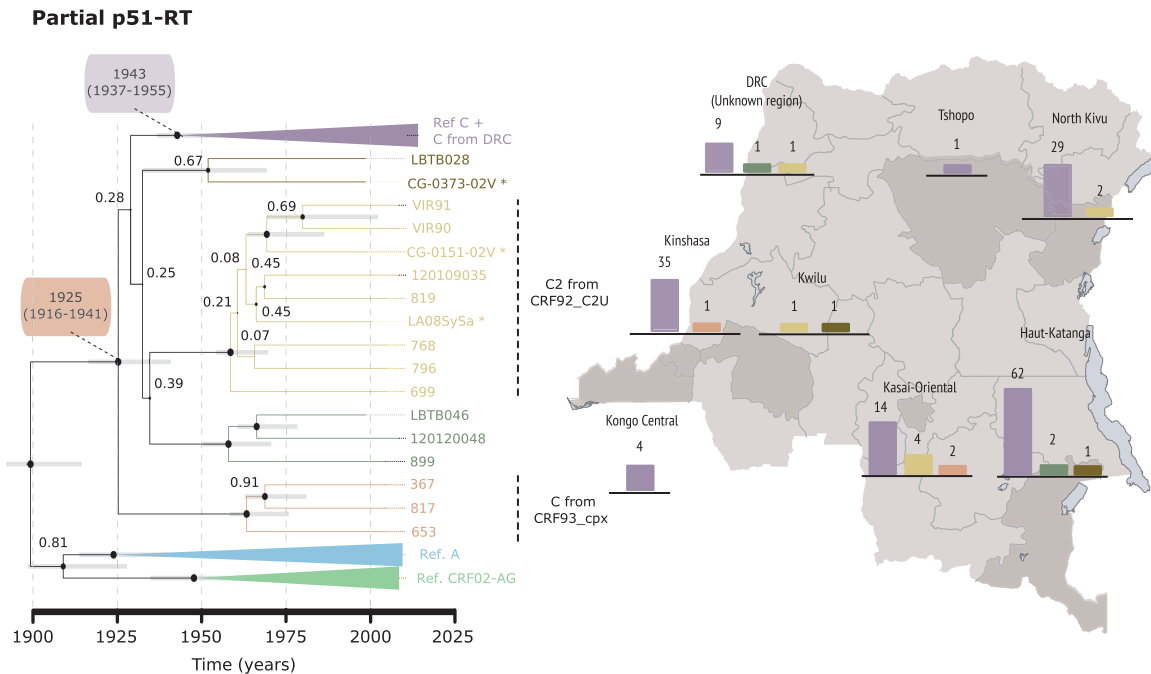 Partial p51-RT
1943
(1937-1955)
Ref C +
C from DRC
0.67
LBTB028
CG-0373-02V *
0.28
0.69
VIR91
VIR90
CG-0151-02V *
0.08
0.45
120109035
0.25
819
0.21
0.45
LA08SySa *
1925
(1916-1941)
0.07
768
796
0.39
699
C2 from
CRF92_C2U
LBTB046
120120048
899
0.91
367
817
653
C from
CRF93_cpx
0.81
Ref. A
Ref. CRF02-AG
1900
1925
1950
1975
2000
2025
Time (years)
DRC
(Unknown region)
9
1
1
Tshopo
1
North Kivu
29
2
Kinshasa
35
1
Kwilu
1
1
Haut-Katanga
62
2
1
Kasai-Oriental
14
4
2
Kongo Central
4